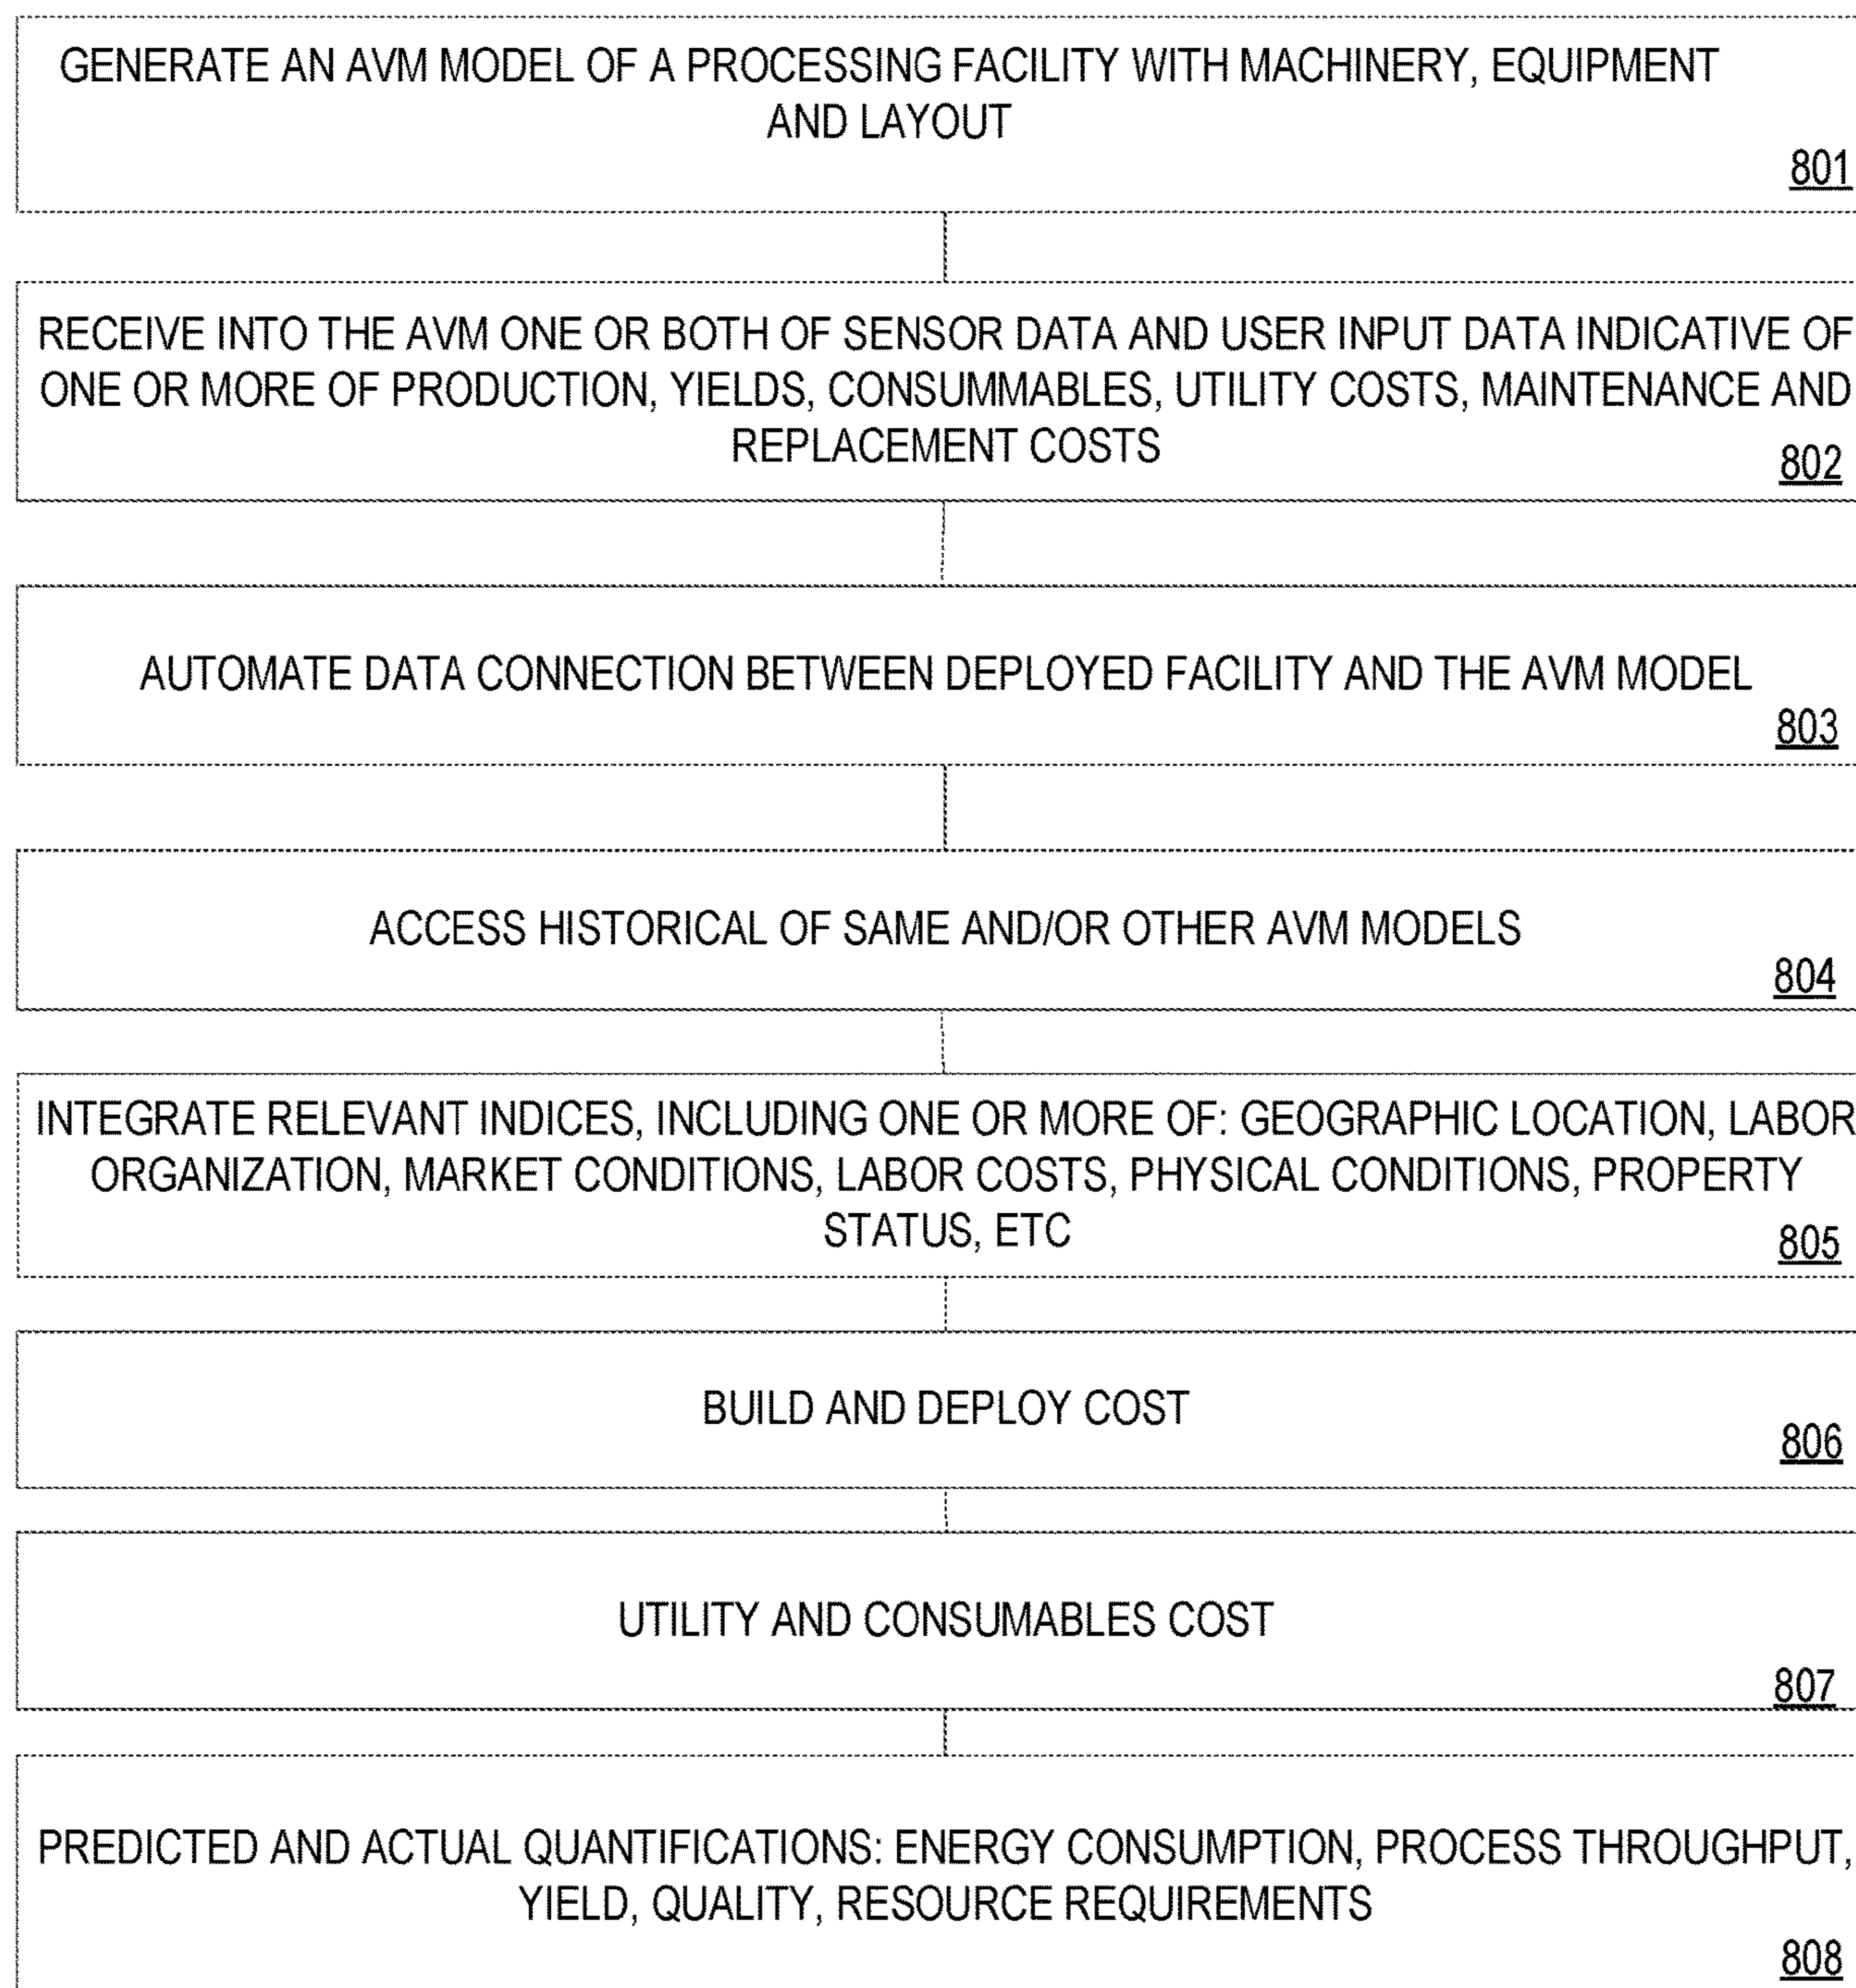 GENERATE AN AVM MODEL OF A PROCESSING FACILITY WITH MACHINERY, EQUIPMENT
AND LAYOUT
801
RECEIVE INTO THE AVM ONE OR BOTH OF SENSOR DATA AND USER INPUT DATA INDICATIVE OF
ONE OR MORE OF PRODUCTION, YIELDS, CONSUMMABLES, UTILITY COSTS, MAINTENANCE AND
REPLACEMENT COSTS
802
AUTOMATE DATA CONNECTION BETWEEN DEPLOYED FACILITY AND THE AVM MODEL
803
ACCESS HISTORICAL OF SAME AND/OR OTHER AVM MODELS
804
INTEGRATE RELEVANT INDICES, INCLUDING ONE OR MORE OF: GEOGRAPHIC LOCATION, LABOR
ORGANIZATION, MARKET CONDITIONS, LABOR COSTS, PHYSICAL CONDITIONS, PROPERTY
STATUS, ETC
805
BUILD AND DEPLOY COST
806
UTILITY AND CONSUMABLES COST
807
PREDICTED AND ACTUAL QUANTIFICATIONS: ENERGY CONSUMPTION, PROCESS THROUGHPUT,
YIELD, QUALITY, RESOURCE REQUIREMENTS
808